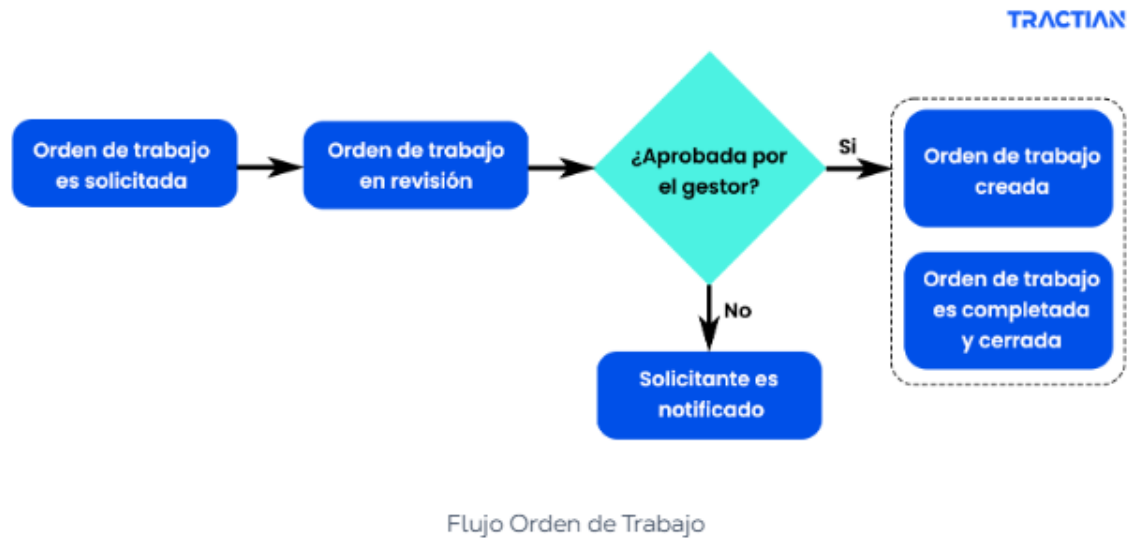 TRACTIAN
Orden de trabajo
es solicitada
Orden de trabajo
en revisión
¿Aprobada por
el gestor?
Si
Orden de trabajo
creada
Orden de trabajo
es completada
y cerrada
No
Solicitante es
notificado
Flujo Orden de Trabajo